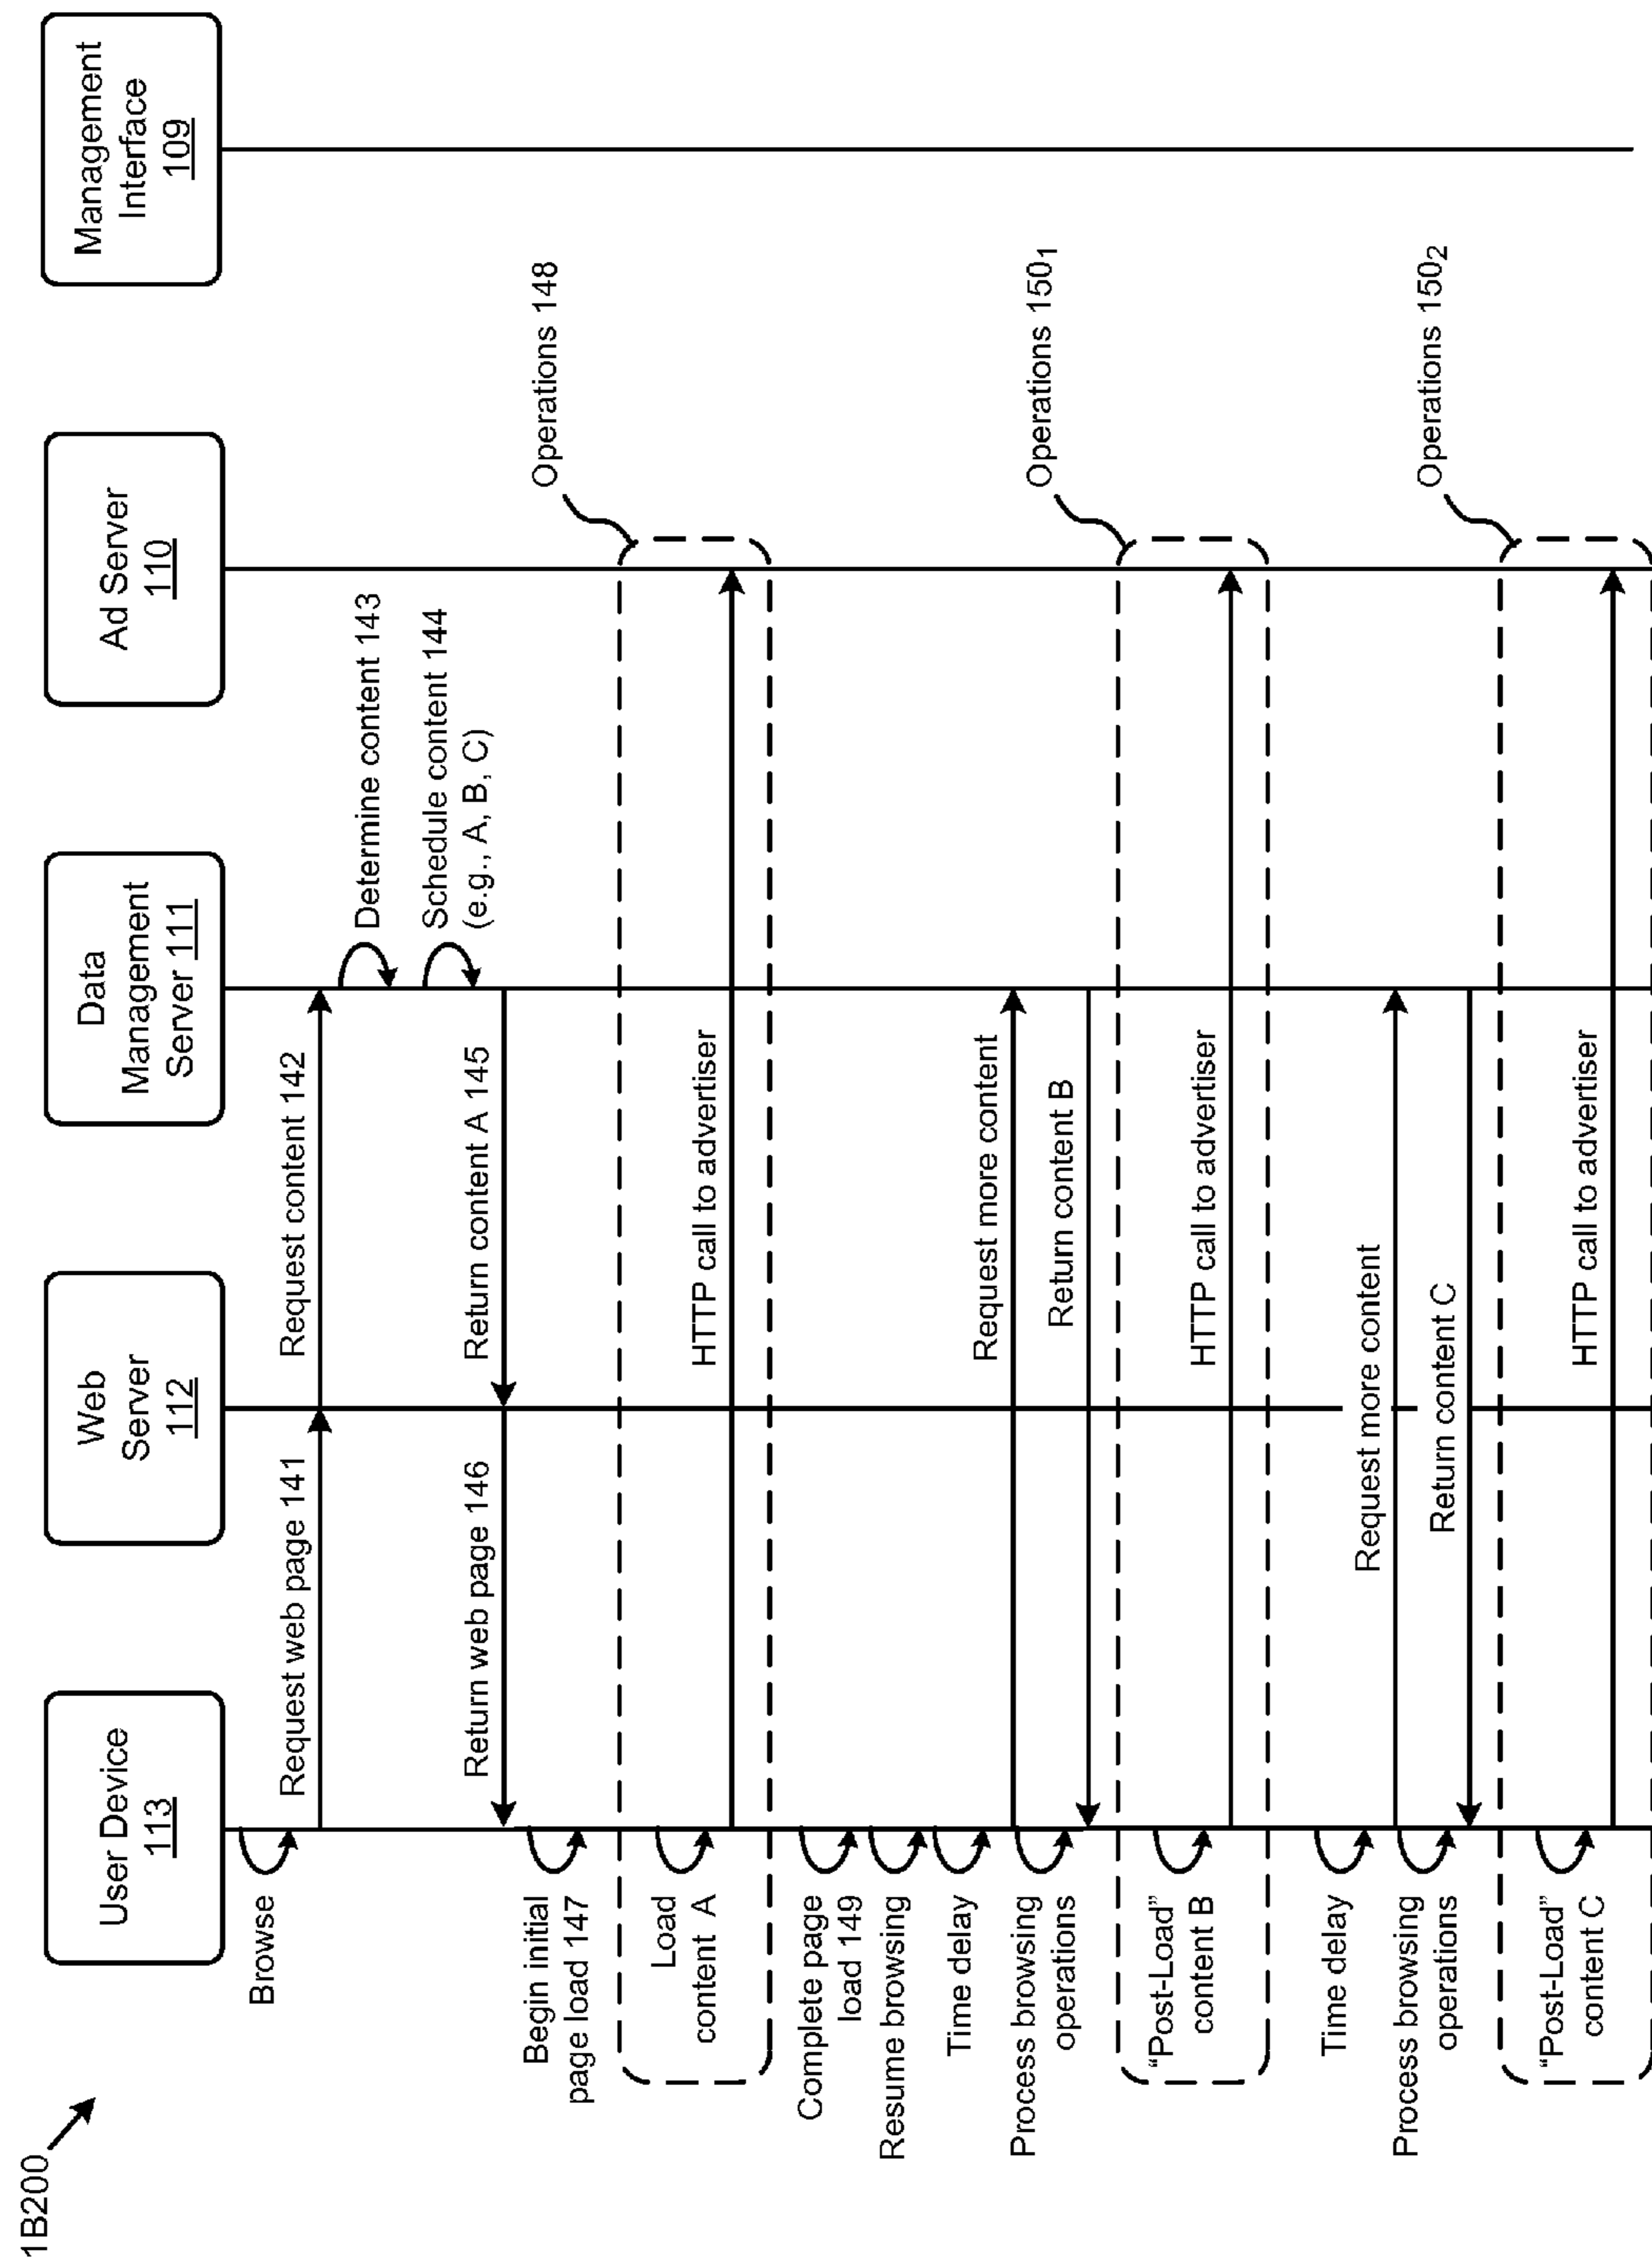 1B200
User Device
113
Web
Server
112
Data
Management
Server 111
Ad Server
110
Management
Interface
109
Browse
Request web page 141
Request content 142
Determine content 143
Schedule content 144
(e.g., A, B, C)
Return content A 145
Return web page 146
Begin initial
page load 147
Operations 148
Load
content A
HTTP call to advertiser
Complete page
load 149
Resume browsing
Time delay
Request more content
Process browsing
operations
Return content B
Operations 150₁
“Post-Load”
content B
HTTP call to advertiser
Time delay
Request more content
Process browsing
operations
Return content C
Operations 150₂
“Post-Load”
content C
HTTP call to advertiser